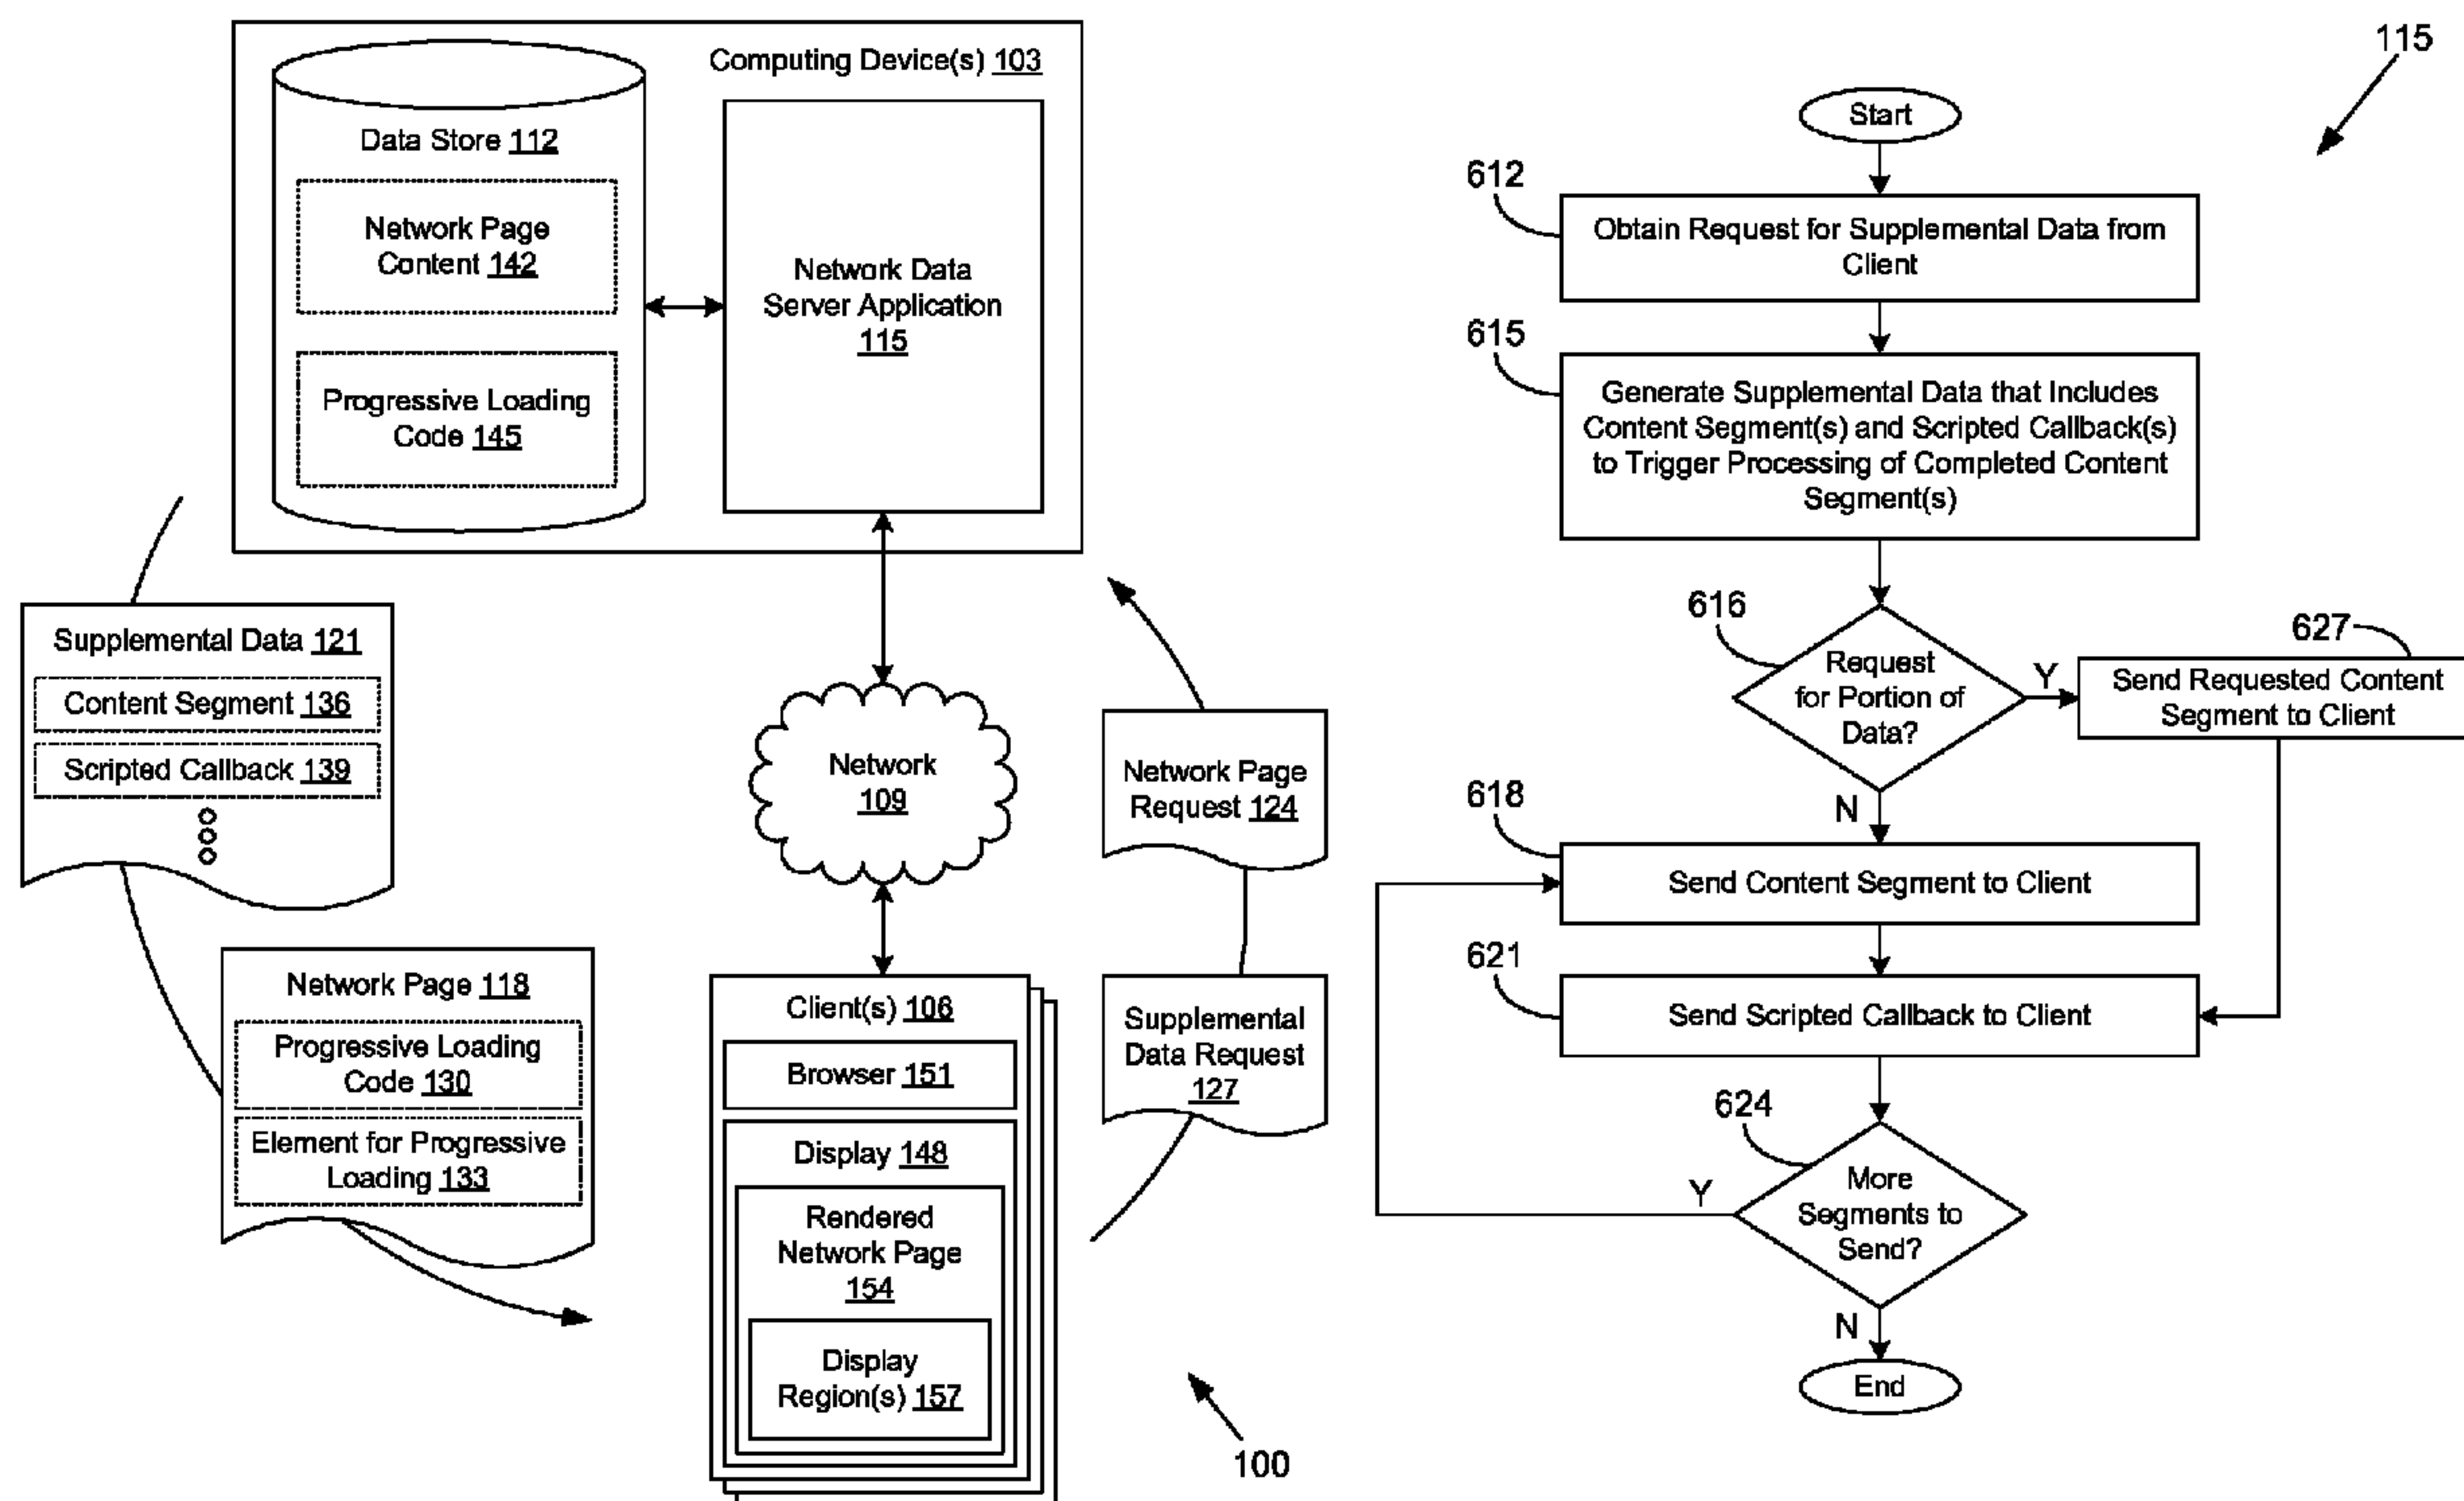 Computing Device(s) 103
Data Store 112
Network Page
Content 142
Progressive Loading
Code 145
Network Data
Server Application
115
Supplemental Data 121
Content Segment 136
Scripted Callback 139
Network Page 118
Progressive Loading
Code 130
Element for Progressive
Loading 133
Network
109
Network Page
Request 124
Supplemental
Data Request
127
Client(s) 106
Browser 151
Display 148
Rendered
Network Page
154
Display
Region(s) 157
100
115
Start
612
Obtain Request for Supplemental Data from
Client
615
Generate Supplemental Data that Includes
Content Segment(s) and Scripted Callback(s)
to Trigger Processing of Completed Content
Segment(s)
616
Request
for Portion of
Data?
Y
627
Send Requested Content
Segment to Client
N
618
Send Content Segment to Client
621
Send Scripted Callback to Client
624
More
Segments to
Send?
Y
N
End